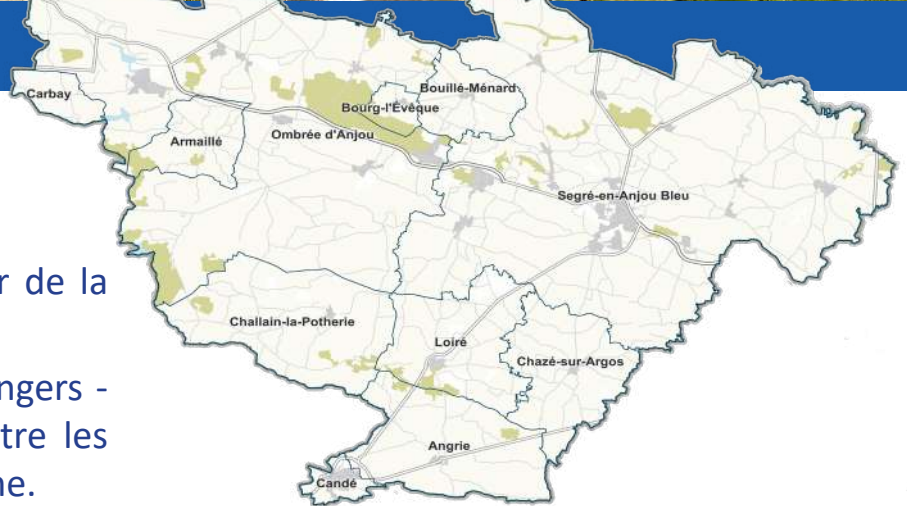 Carbay
Bouillé-Ménard
Bourg-l'Évêque
Armaillé
Ombrée d'Anjou
Segré-en-Anjou Bleu
r de la
Challain-la-Potherie
Loiré
Chazé-sur-Argos
ngers -
tre les
Angrie
ne.
Candé